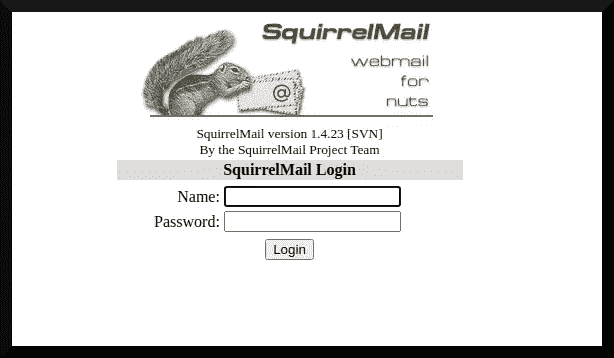 SquirrelMail
webmail
for
nuts
@
SquirrelMail version 1.4.23 [SVN]
By the SquirrelMail Project Team
SquirrelMail Login
Name:
Password:
Login